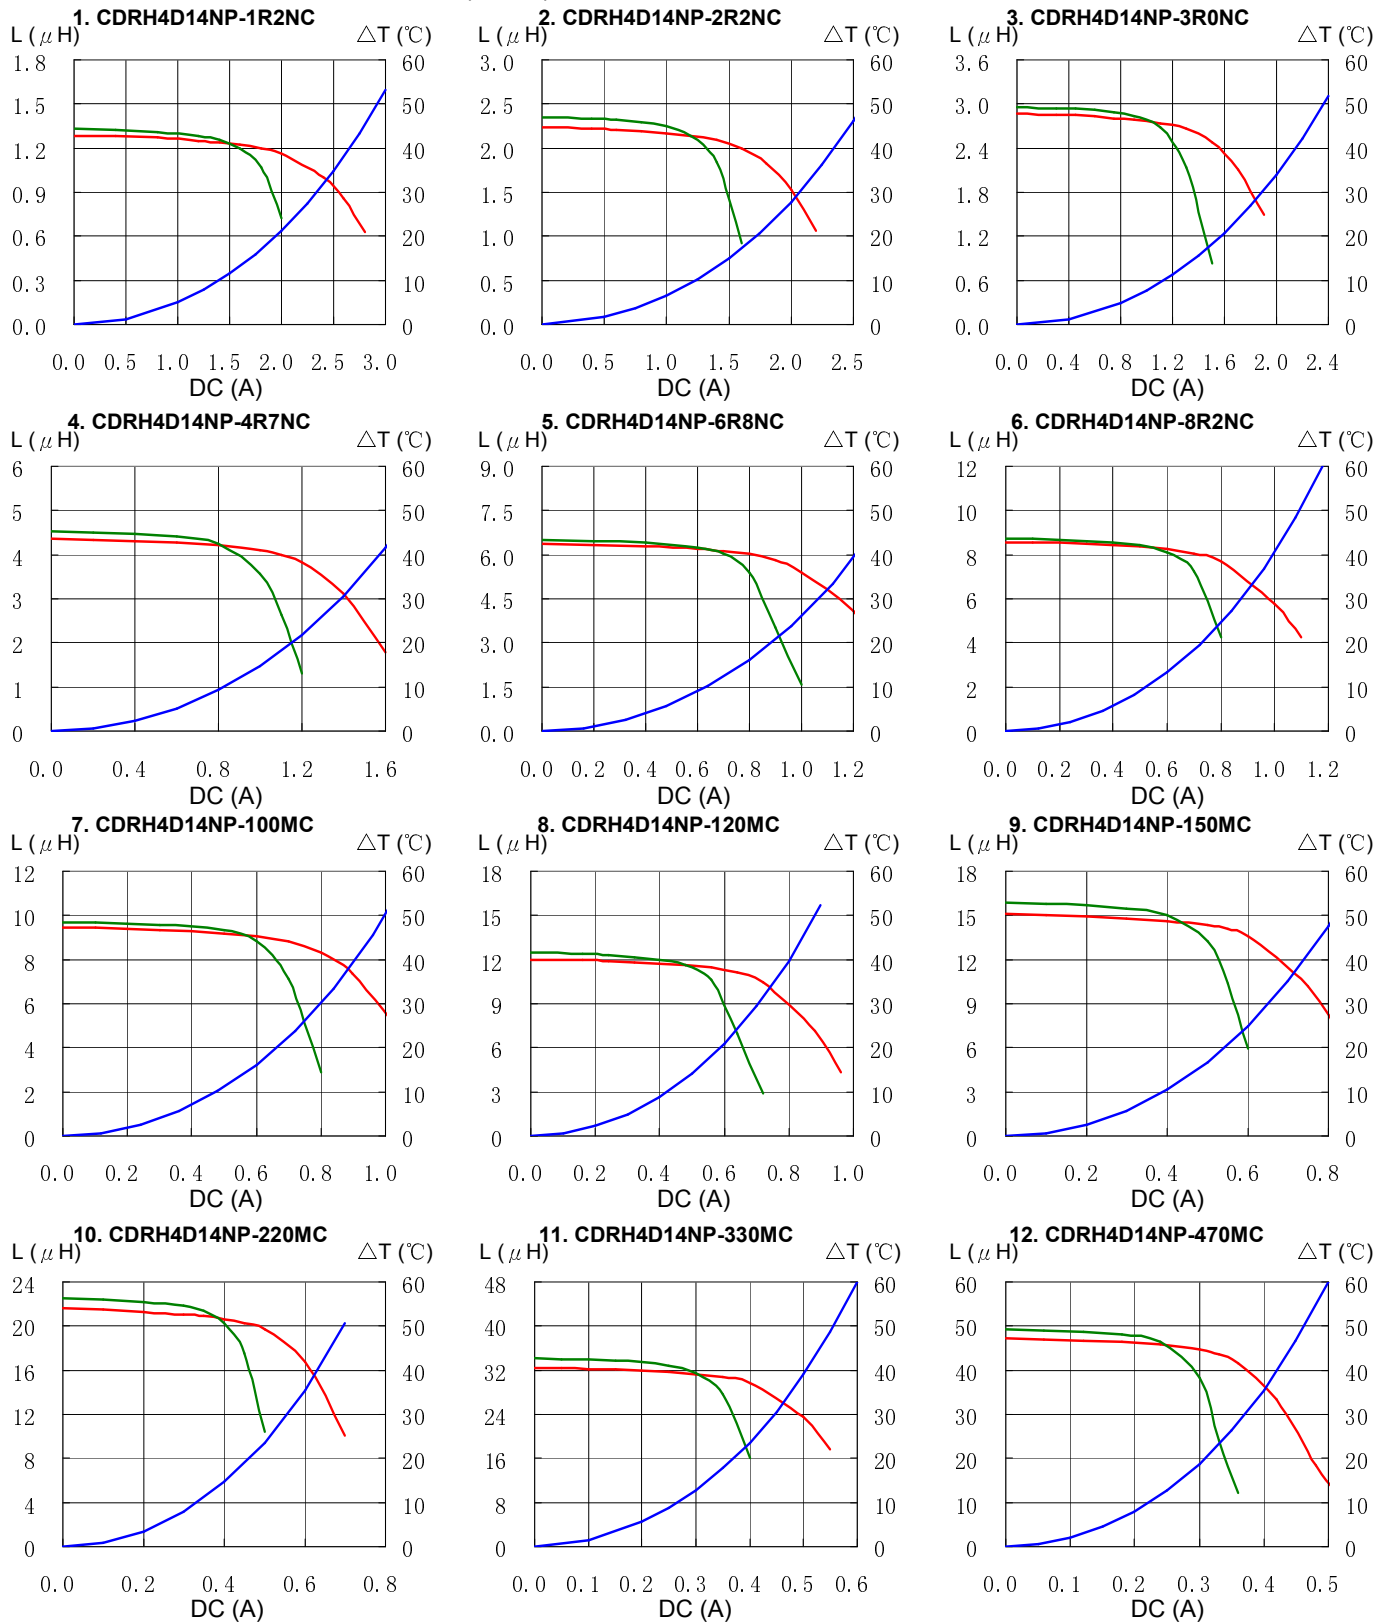 1. CDRH4D14NP-1R2NC
L (μH) △T (℃)
1.8 60
1.5 50
1.2 40
0.9 30
0.6 20
0.3 10
0.0 0
0.0 0.5 1.0 1.5 2.0 2.5 3.0
DC (A)
2. CDRH4D14NP-2R2NC
L (μH) △T (℃)
3.0 60
2.5 50
2.0 40
1.5 30
1.0 20
0.5 10
0.0 0
0.0 0.5 1.0 1.5 2.0 2.5
DC (A)
3. CDRH4D14NP-3R0NC
L (μH) △T (℃)
3.6 60
3.0 50
2.4 40
1.8 30
1.2 20
0.6 10
0.0 0
0.0 0.4 0.8 1.2 1.6 2.0 2.4
DC (A)
4. CDRH4D14NP-4R7NC
L (μH) △T (℃)
6 60
5 50
4 40
3 30
2 20
1 10
0 0
0.0 0.4 0.8 1.2 1.6
DC (A)
5. CDRH4D14NP-6R8NC
L (μH) △T (℃)
9.0 60
7.5 50
6.0 40
4.5 30
3.0 20
1.5 10
0.0 0
0.0 0.2 0.4 0.6 0.8 1.0 1.2
DC (A)
6. CDRH4D14NP-8R2NC
L (μH) △T (℃)
12 60
10 50
8 40
6 30
4 20
2 10
0 0
0.0 0.2 0.4 0.6 0.8 1.0 1.2
DC (A)
7. CDRH4D14NP-100MC
L (μH) △T (℃)
12 60
10 50
8 40
6 30
4 20
2 10
0 0
0.0 0.2 0.4 0.6 0.8 1.0
DC (A)
8. CDRH4D14NP-120MC
L (μH) △T (℃)
18 60
15 50
12 40
9 30
6 20
3 10
0 0
0.0 0.2 0.4 0.6 0.8 1.0
DC (A)
9. CDRH4D14NP-150MC
L (μH) △T (℃)
18 60
15 50
12 40
9 30
6 20
3 10
0 0
0.0 0.2 0.4 0.6 0.8
DC (A)
10. CDRH4D14NP-220MC
L (μH) △T (℃)
24 60
20 50
16 40
12 30
8 20
4 10
0 0
0.0 0.2 0.4 0.6 0.8
DC (A)
11. CDRH4D14NP-330MC
L (μH) △T (℃)
48 60
40 50
32 40
24 30
16 20
8 10
0 0
0.0 0.1 0.2 0.3 0.4 0.5 0.6
DC (A)
12. CDRH4D14NP-470MC
L (μH) △T (℃)
60 60
50 50
40 40
30 30
20 20
10 10
0 0
0.0 0.1 0.2 0.3 0.4 0.5
DC (A)